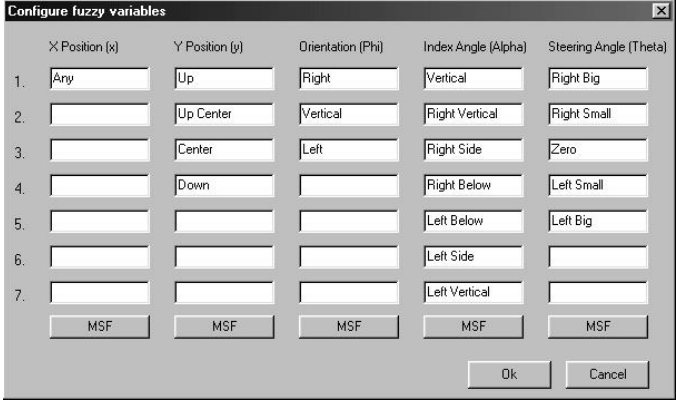 Configure fuzzy variables
X Position (x) Y Position (y) Orientation (Phi) Index Angle (Alpha) Steering Angle (Theta)
1. Any Up Right Vertical Right Big
2. Up Center Vertical Right Vertical Right Small
3. Center Left Right Side Zero
4. Down Right Below Left Small
5. Left Below Left Big
6. Left Side
7. Left Vertical
MSF MSF MSF MSF MSF
Ok Cancel